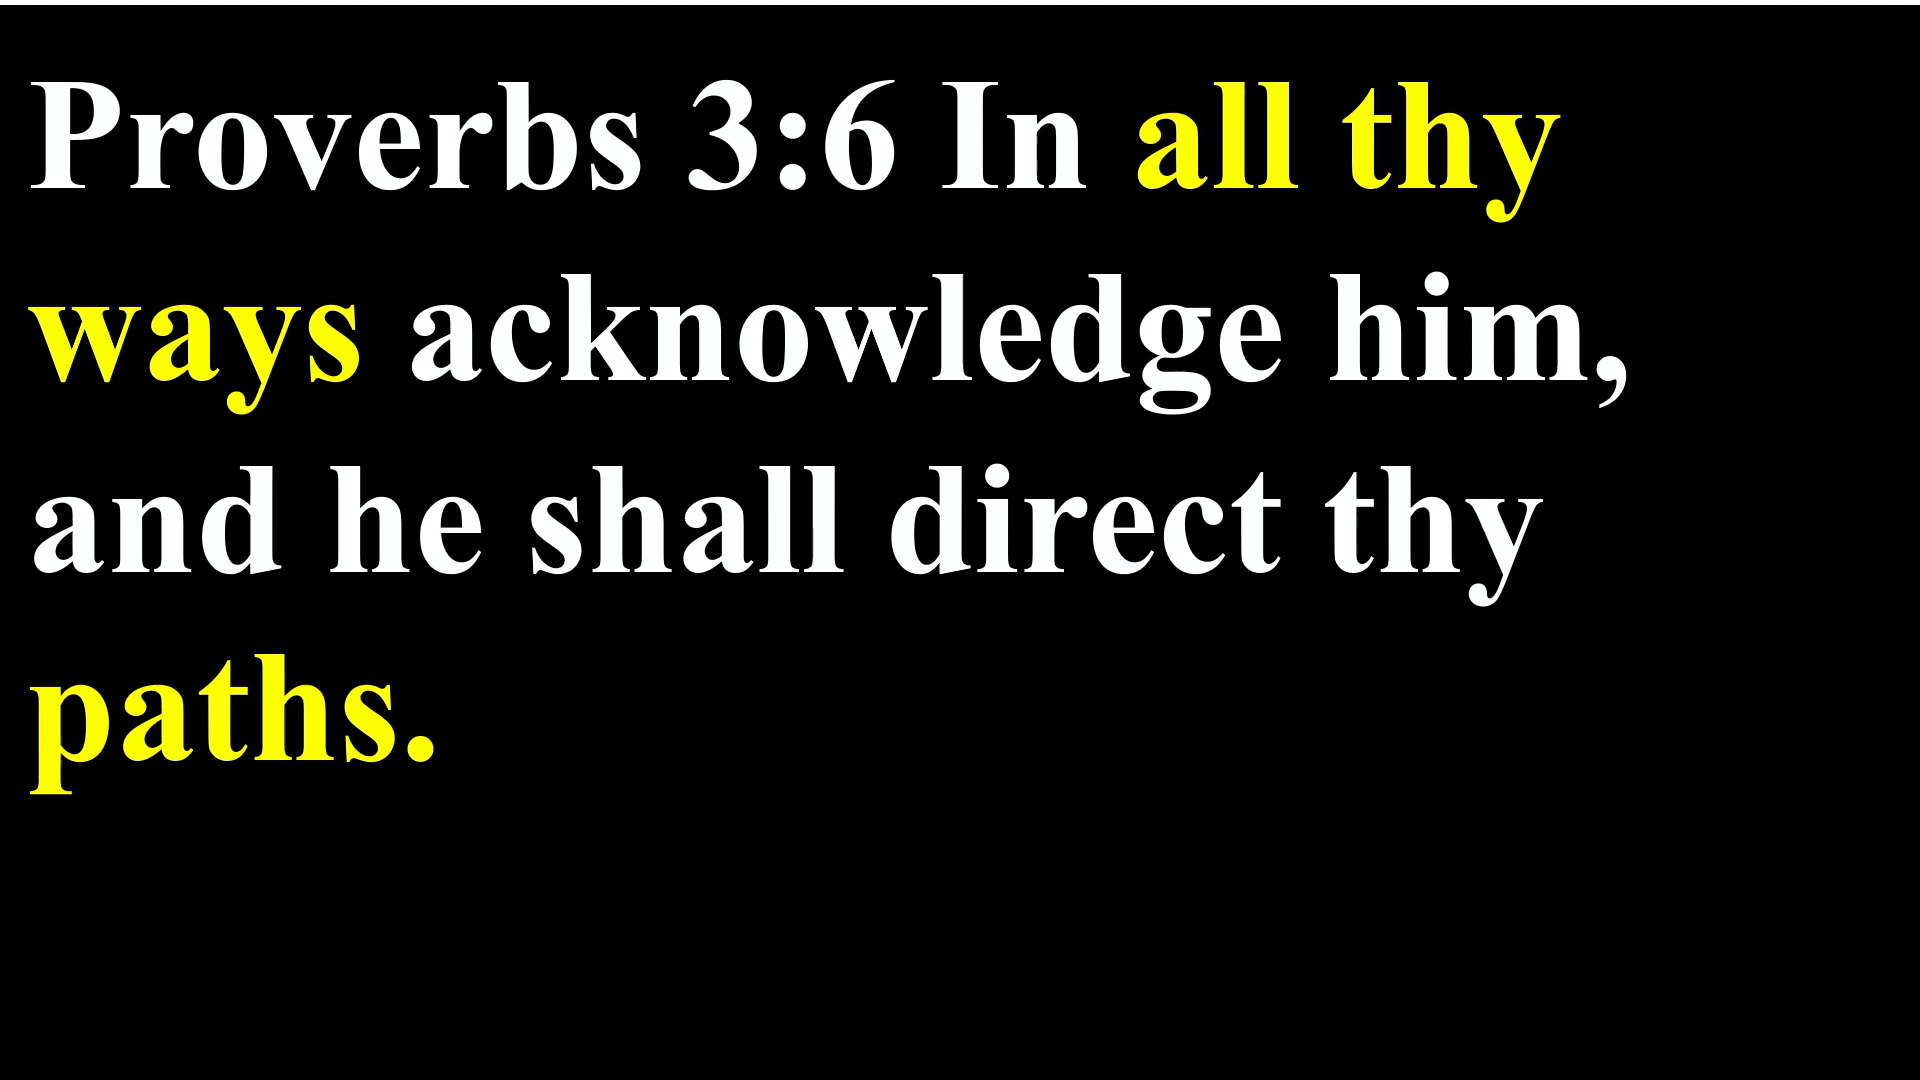 Proverbs 3:6 In all thy
ways acknowledge him,
and he shall direct thy
paths.